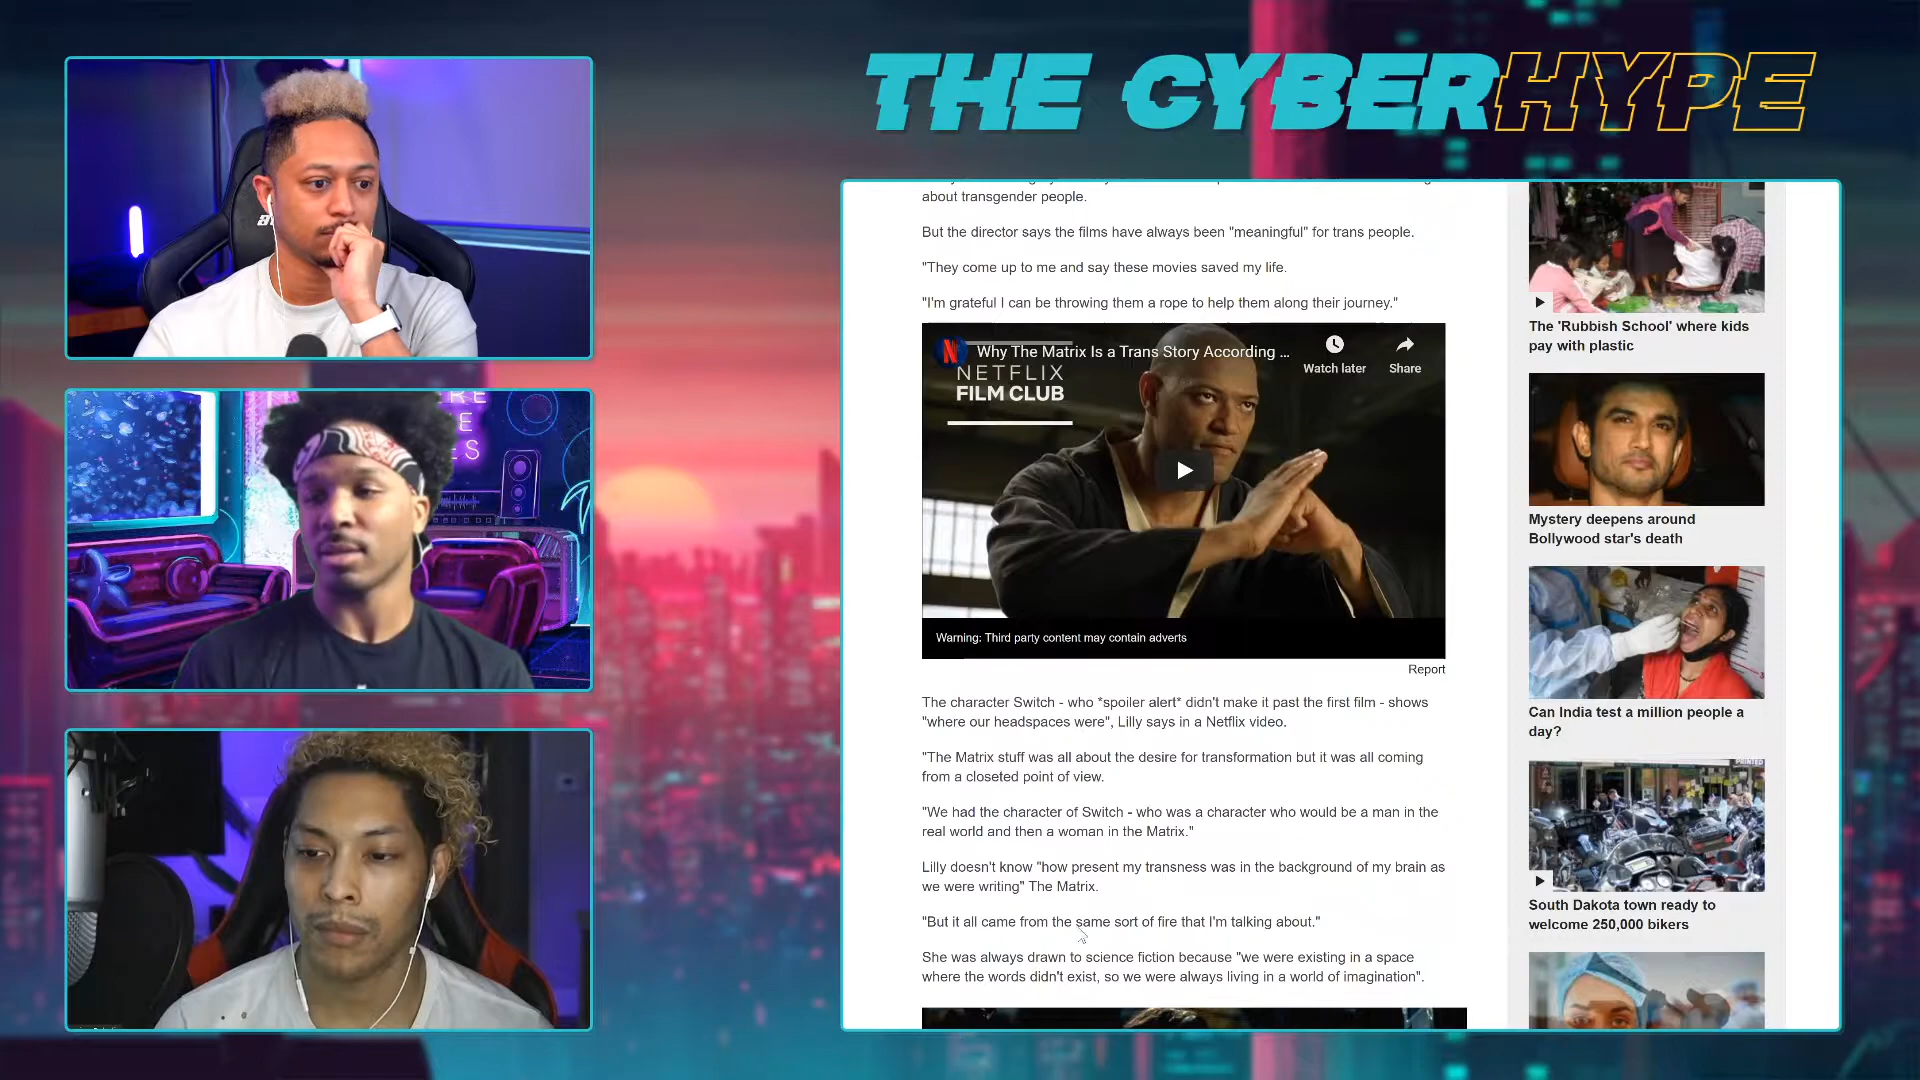 THE CYBERHYPE
about transgender people.
But the director says the films have always been "meaningful" for trans people.
"They come up to me and say these movies saved my life.
"I'm grateful I can be throwing them a rope to help them along their journey."
Why The Matrix Is a Trans Story According ...
Watch later
Share
NETFLIX
FILM CLUB
Warning: Third party content may contain adverts
Report
The character Switch - who *spoiler alert* didn't make it past the first film - shows
"where our headspaces were", Lilly says in a Netflix video.
"The Matrix stuff was all about the desire for transformation but it was all coming
from a closeted point of view.
"We had the character of Switch - who was a character who would be a man in the
real world and then a woman in the Matrix."
Lilly doesn't know "how present my transness was in the background of my brain as
we were writing" The Matrix.
"But it all came from the same sort of fire that I'm talking about."
She was always drawn to science fiction because "we were existing in a space
where the words didn't exist, so we were always living in a world of imagination".
The 'Rubbish School' where kids
pay with plastic
Mystery deepens around
Bollywood star's death
Can India test a million people a
day?
South Dakota town ready to
welcome 250,000 bikers